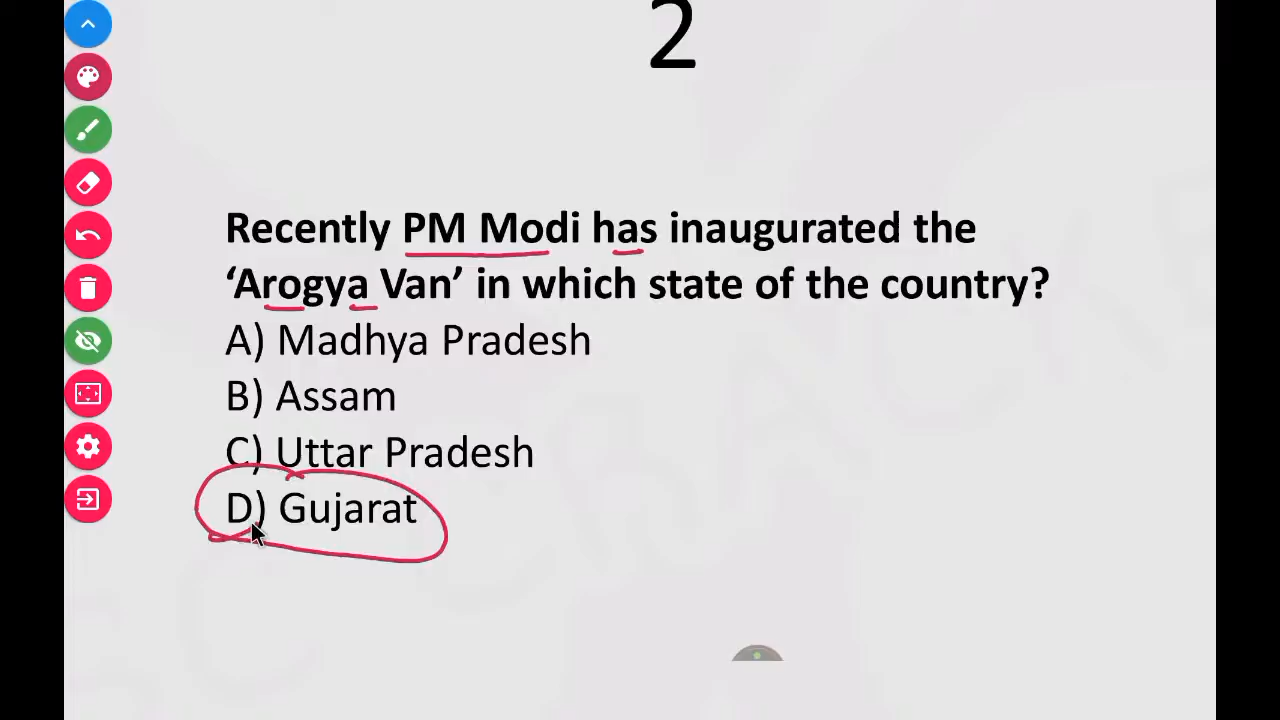 2
Recently PM Modi has inaugurated the
‘Arogya Van’ in which state of the country?
A) Madhya Pradesh
B) Assam
C) Uttar Pradesh
D) Gujarat